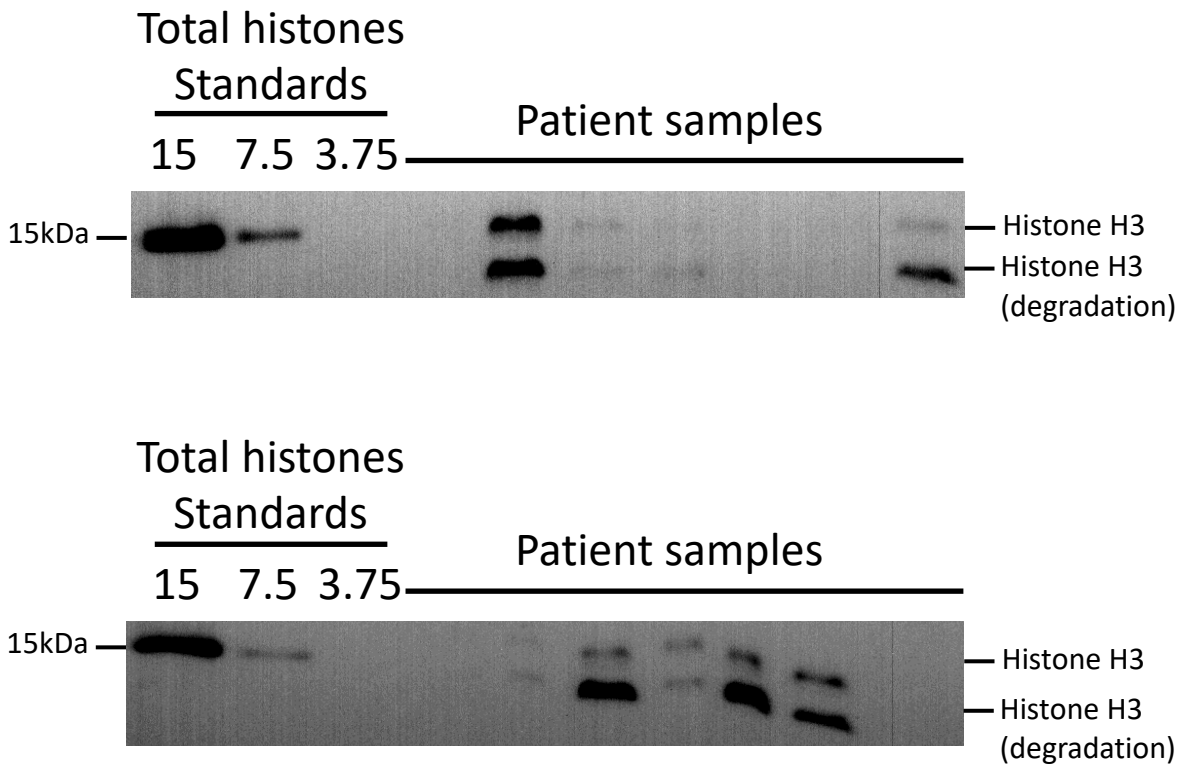 Total histones
Standards
Patient samples
15 7.5 3.75
15kDa
Histone H3
Histone H3
(degradation)
Total histones
Standards
Patient samples
15 7.5 3.75
15kDa
Histone H3
Histone H3
(degradation)